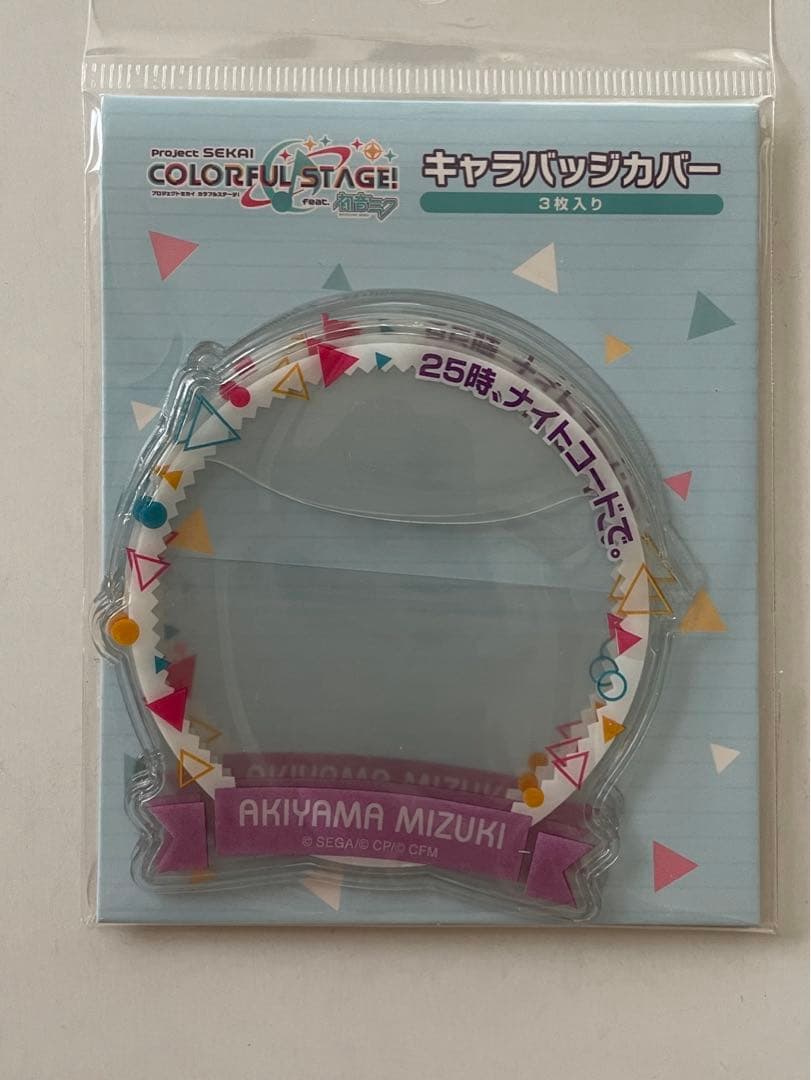 Project SEKAI
COLORFUL STAGE!
プロジェクトセカイ カラフルステージ!
feat. 初音ミク
キャラバッジカバー
3枚入り
25時、ナイトコードで。
AKIYAMA MIZUKI
AKIYAMA MIZUKI
© SEGA/© CP/© CFM